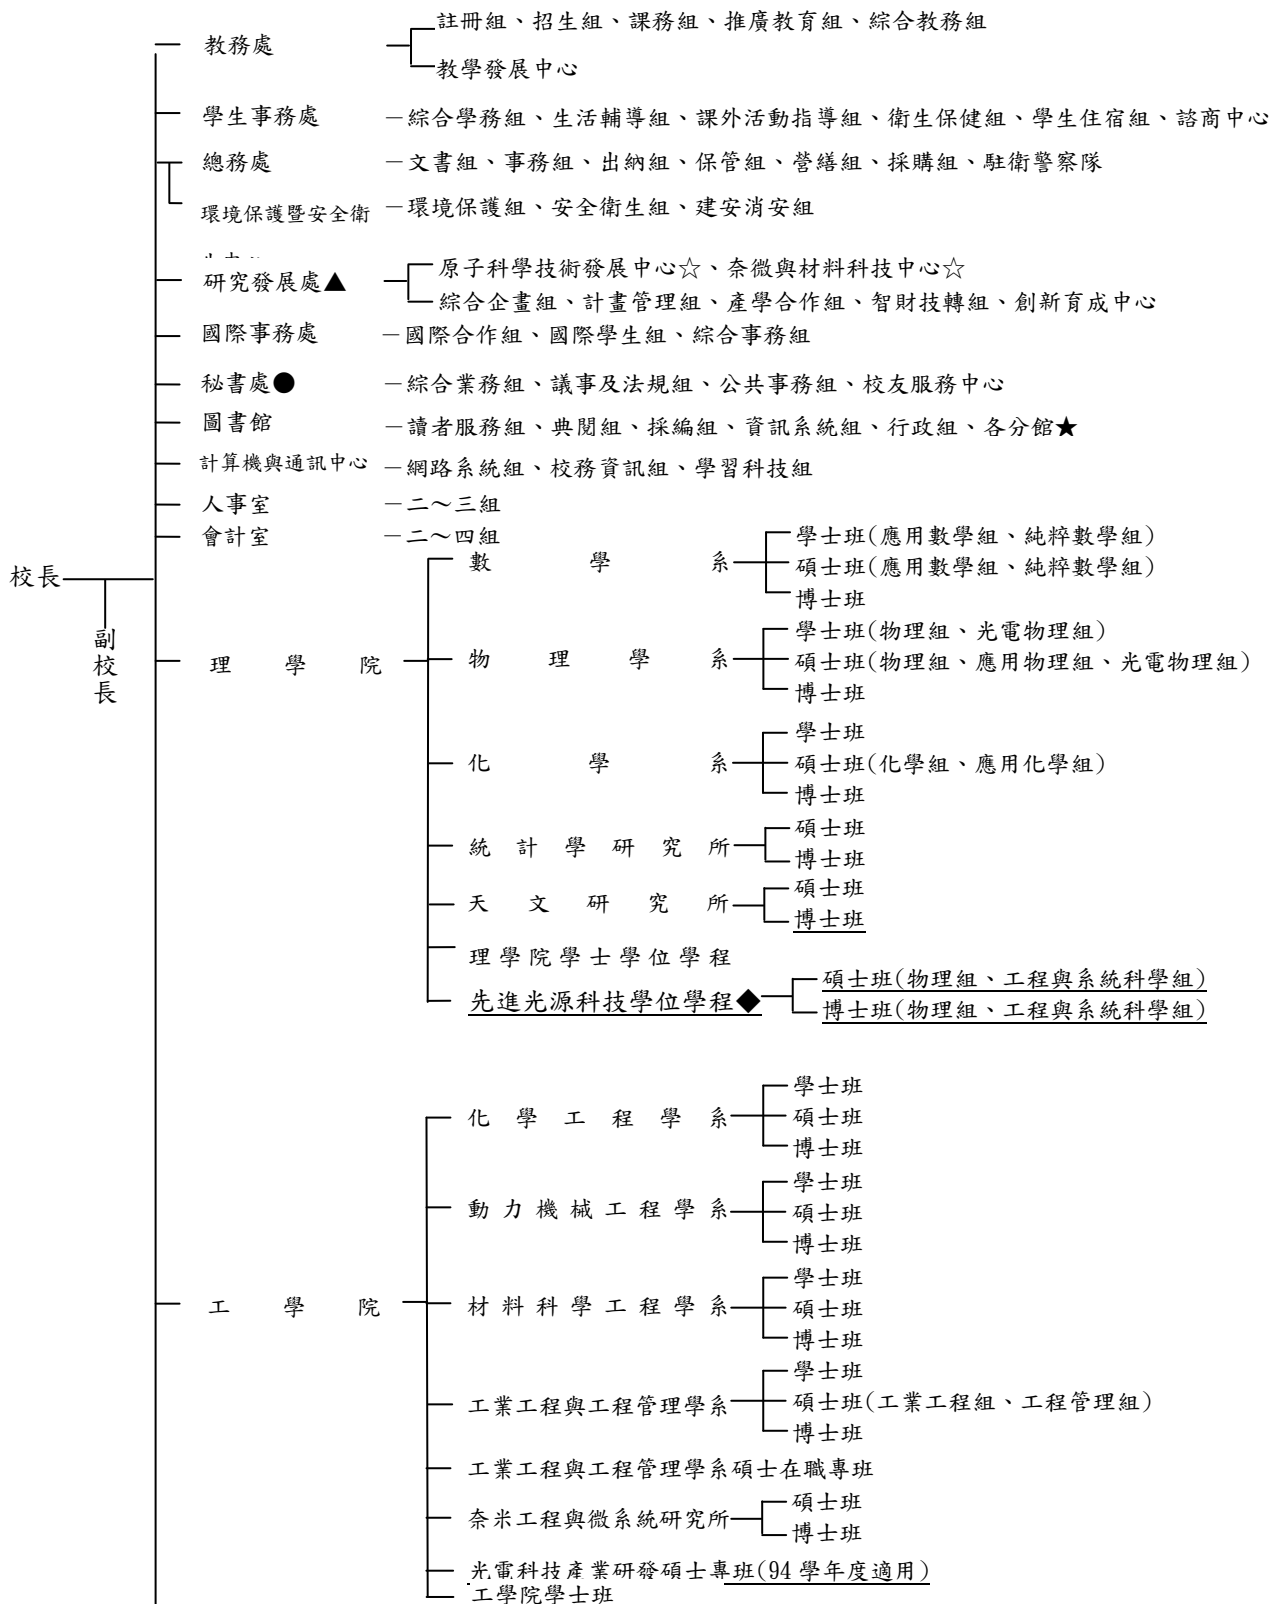 註冊組、招生組、課務組、推廣教育組、綜合教務組
教務處
教學發展中心
學生事務處 －綜合學務組、生活輔導組、課外活動指導組、衛生保健組、學生住宿組、諮商中心
總務處 －文書組、事務組、出納組、保管組、營繕組、採購組、駐衛警察隊
環境保護暨安全衛 －環境保護組、安全衛生組、建安消安組
原子科學技術發展中心☆、奈微與材料科技中心☆
研究發展處▲
綜合企畫組、計畫管理組、產學合作組、智財技轉組、創新育成中心
國際事務處 －國際合作組、國際學生組、綜合事務組
秘書處● －綜合業務組、議事及法規組、公共事務組、校友服務中心
圖書館 －讀者服務組、典閱組、採編組、資訊系統組、行政組、各分館★
計算機與通訊中心 －網路系統組、校務資訊組、學習科技組
人事室 －二～三組
會計室 －二～四組
校長
副校長
理學院
數學系
學士班(應用數學組、純粹數學組)
碩士班(應用數學組、純粹數學組)
博士班
物理學系
學士班(物理組、光電物理組)
碩士班(物理組、應用物理組、光電物理組)
博士班
化學系
學士班
碩士班(化學組、應用化學組)
博士班
統計學研究所
碩士班
博士班
天文研究所
碩士班
博士班
理學院學士學位學程
先進光源科技學位學程◆
碩士班(物理組、工程與系統科學組)
博士班(物理組、工程與系統科學組)
工學院
化學工程學系
學士班
碩士班
博士班
動力機械工程學系
學士班
碩士班
博士班
材料科學工程學系
學士班
碩士班
博士班
工業工程與工程管理學系
學士班
碩士班(工業工程組、工程管理組)
博士班
工業工程與工程管理學系碩士在職專班
奈米工程與微系統研究所
碩士班
博士班
光電科技產業研發碩士專班(94 學年度適用)
工學院學士班